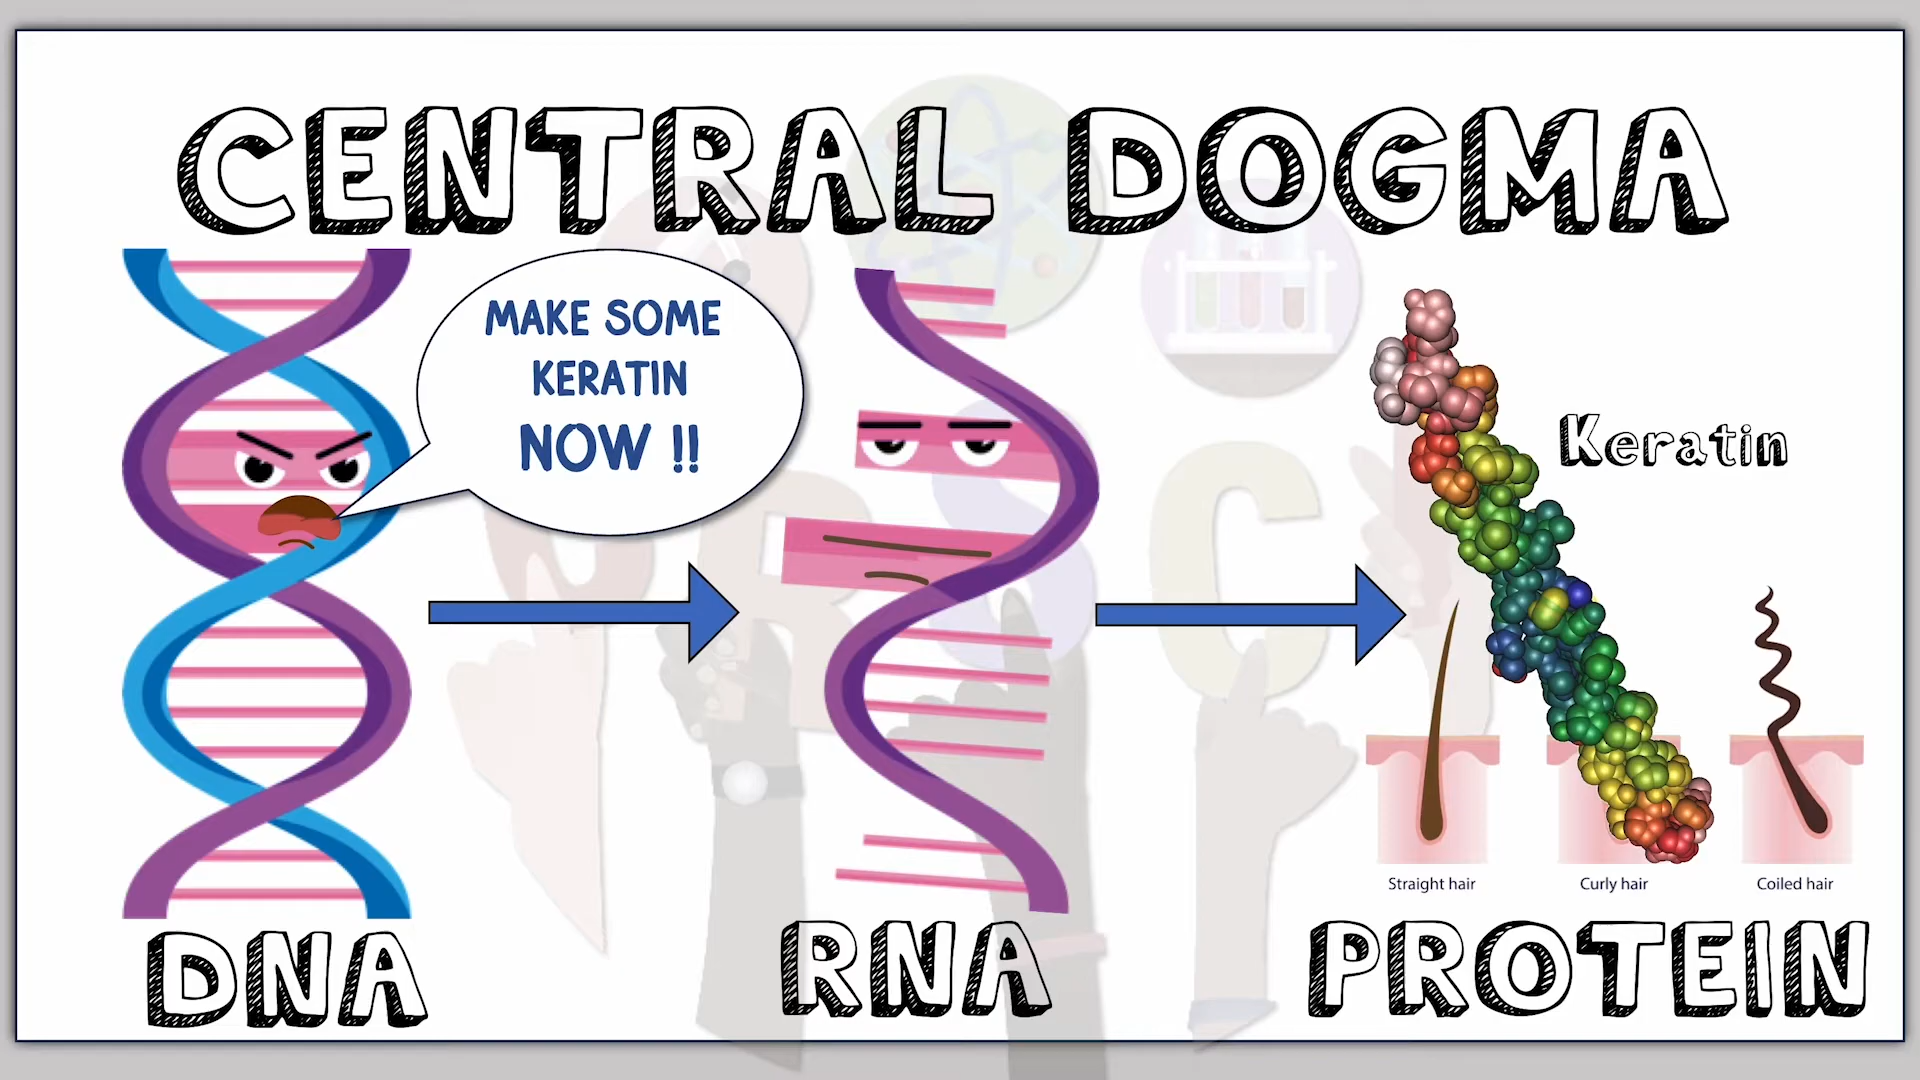 CENTRAL DOGMA
MAKE SOME
KERATIN
NOW !!
Keratin
Straight hair
Curly hair
Coiled hair
DNA
RNA
PROTEIN